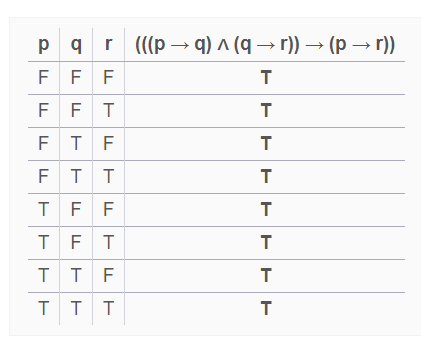 p q r (((p → q) ∧ (q → r)) → (p → r))
F F F T
F F T T
F T F T
F T T T
T F F T
T F T T
T T F T
T T T T